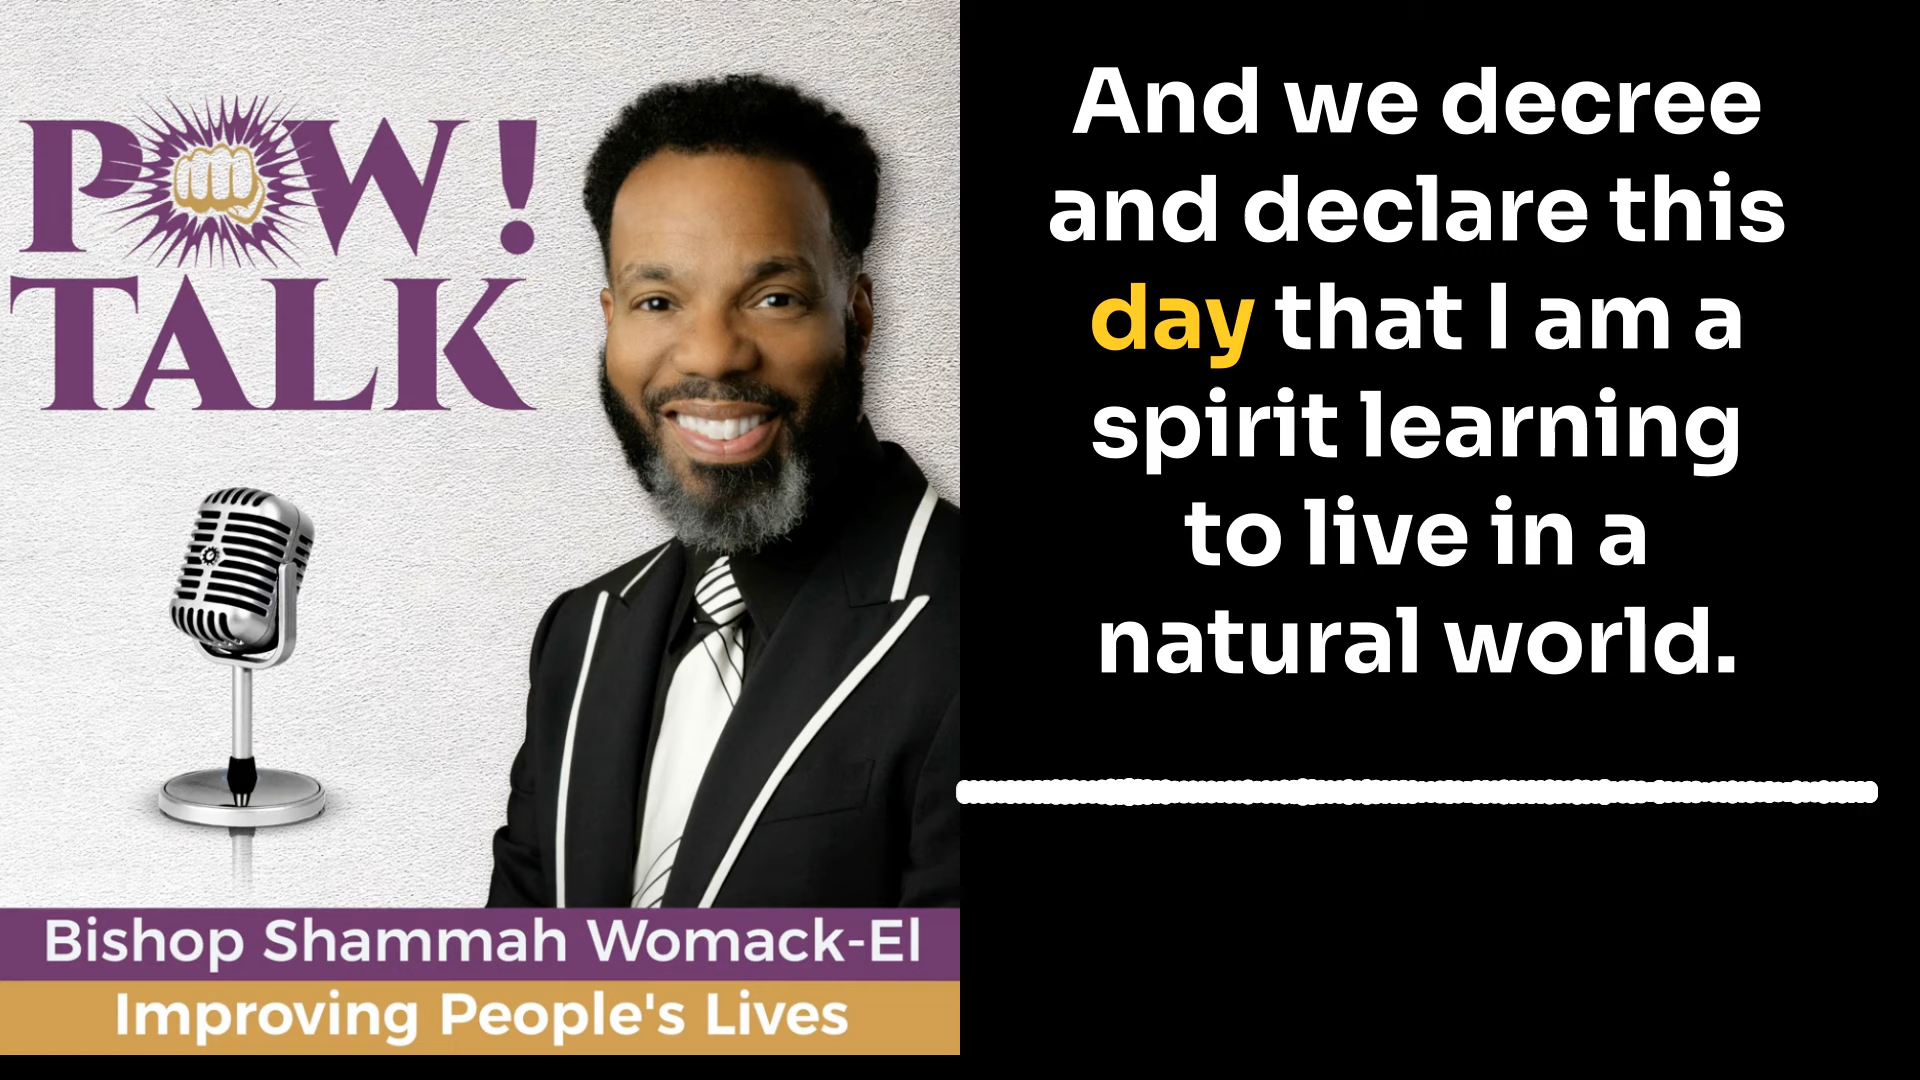 POW!
TALK
Bishop Shammah Womack-El
Improving People's Lives
And we decree
and declare this
day that I am a
spirit learning
to live in a
natural world.